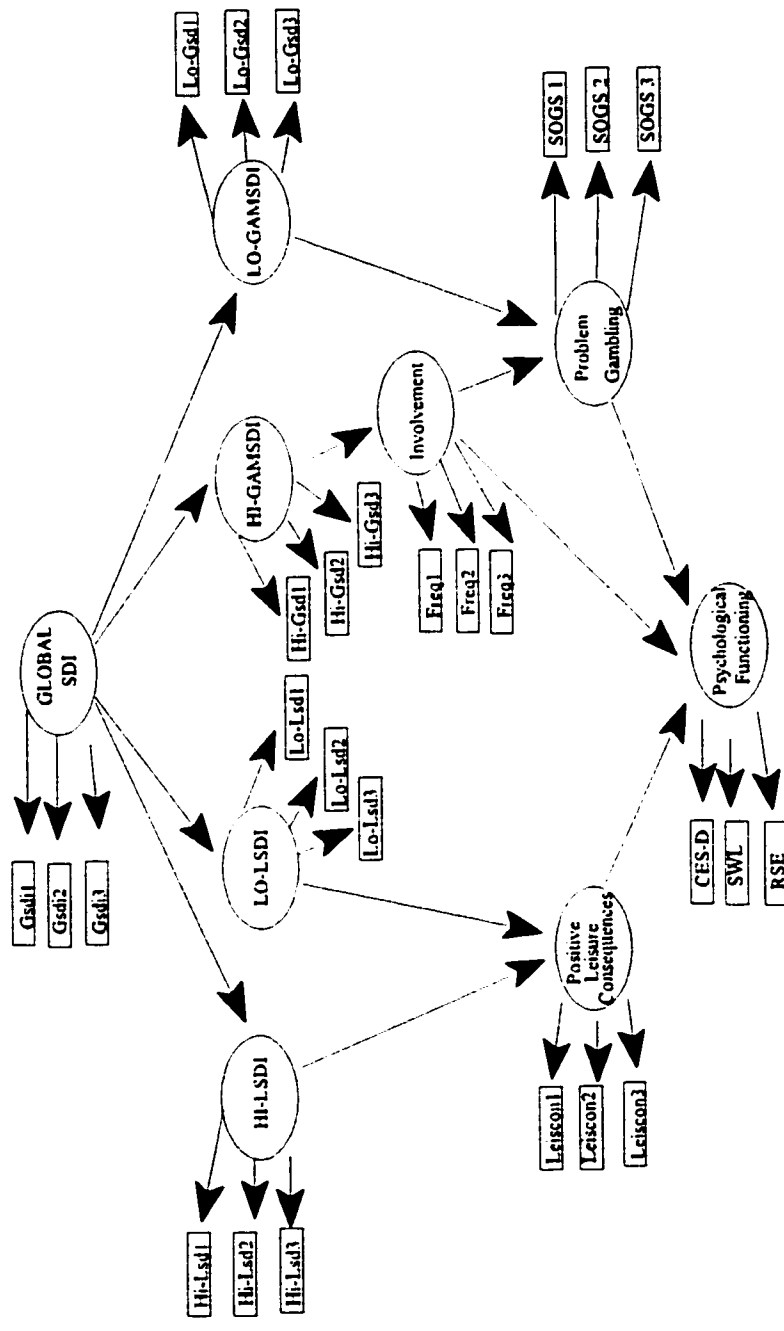 GLOBAL
SDI
Gsdi1
Gsdi2
Gsdi3
HI-LSDI
Hi-Lsd1
Hi-Lsd2
Hi-Lsd3
LO-LSDI
Lo-Lsd1
Lo-Lsd2
Lo-Lsd3
HI-GAMSDI
Hi-Gsd1
Hi-Gsd2
Hi-Gsd3
LO-GAMSDI
Lo-Gsd1
Lo-Gsd2
Lo-Gsd3
Involvement
Freq1
Freq2
Freq3
Positive
Leisure
Consequences
Leiscon1
Leiscon2
Leiscon3
Problem
Gambling
SOGS 1
SOGS 2
SOGS 3
Psychological
Functioning
CES-D
SWL
RSE